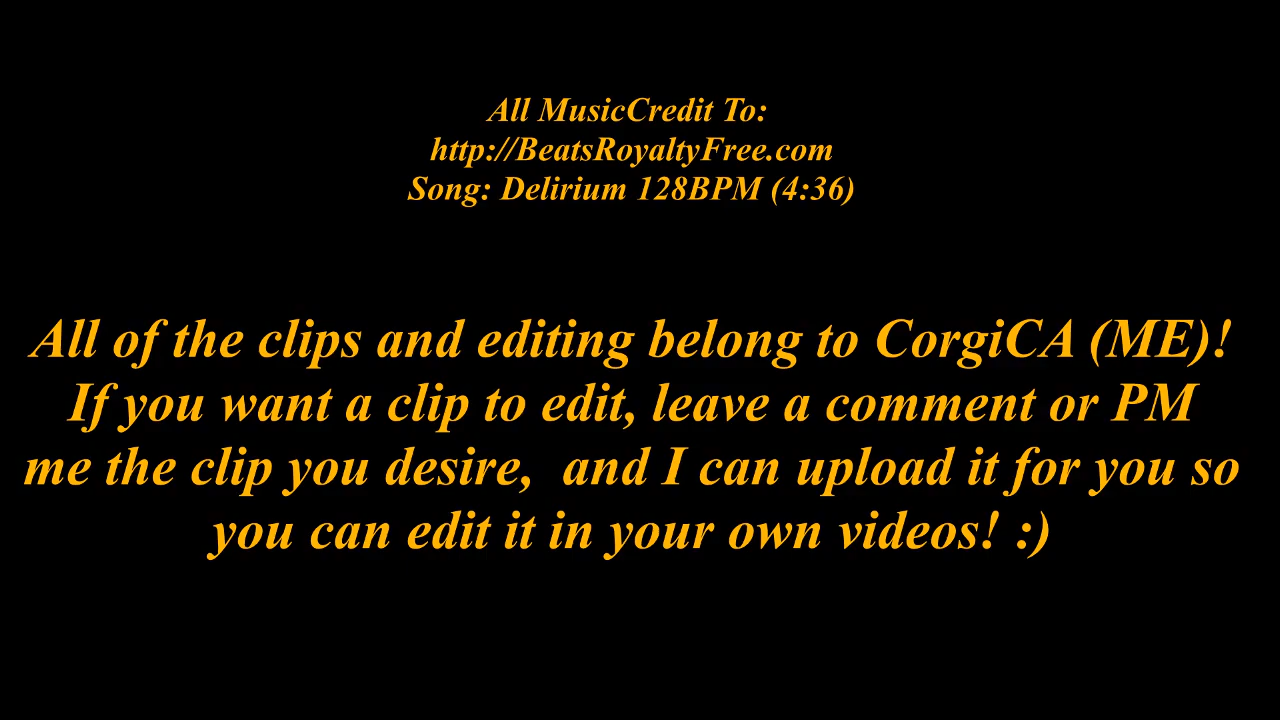 All MusicCredit To:
http://BeatsRoyaltyFree.com
Song: Delirium 128BPM (4:36)
All of the clips and editing belong to CorgiCA (ME)!
If you want a clip to edit, leave a comment or PM
me the clip you desire,  and I can upload it for you so
you can edit it in your own videos! :)